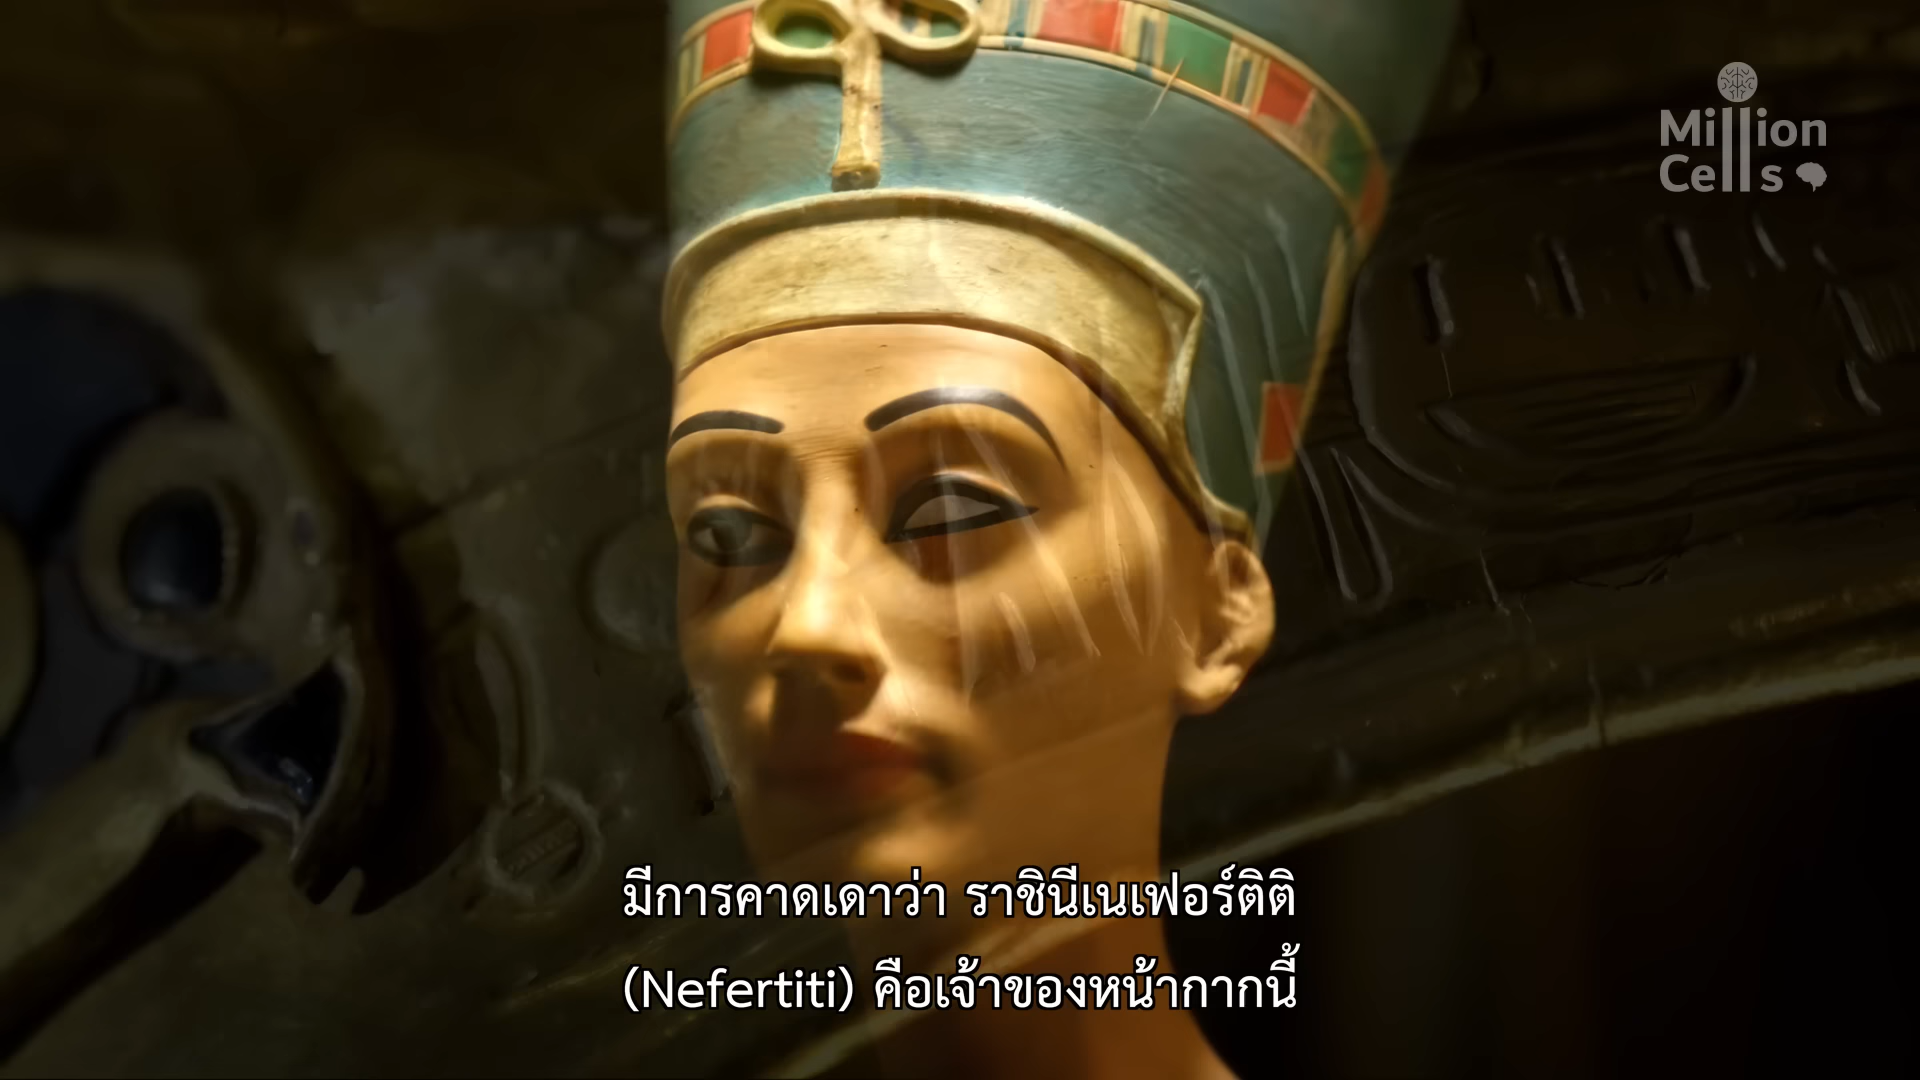 Million
Cells
มีการคาดเดาว่า ราชินีเนเฟอร์ติติ
(Nefertiti) คือเจ้าของหน้ากากนี้